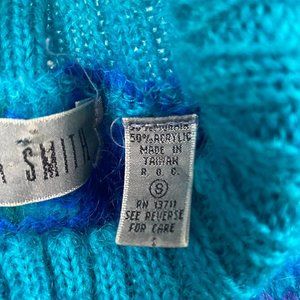 SMITH
50% ACRYLIC
MADE IN
TAIWAN
R. O. C.
S
RN 13711
SEE REVERSE
FOR CARE